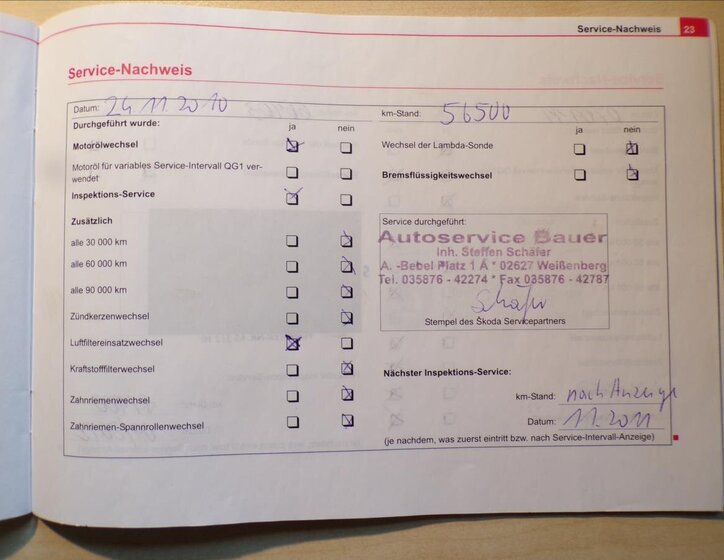 Service-Nachweis 23
Service-Nachweis
Datum: 24.11.2010
km-Stand: 56500
Durchgeführt wurde: ja nein
ja nein
Motorölwechsel
Wechsel der Lambda-Sonde
Motoröl für variables Service-Intervall QG1 ver-
wendet
Bremsflüssigkeitswechsel
Inspektions-Service
Zusätzlich
alle 30 000 km
alle 60 000 km
alle 90 000 km
Zündkerzenwechsel
Luftfiltereinsatzwechsel
Kraftstofffilterwechsel
Zahnriemenwechsel
Zahnriemen-Spannrollenwechsel
Service durchgeführt:
Autoservice Bauer
Inh. Steffen Schäfer
A. -Bebel Platz 1 A * 02627 Weißenberg
Tel. 035876 - 42274 * Fax 035876 - 42787
Schäfer
Stempel des Škoda Servicepartners
Nächster Inspektions-Service:
km-Stand: nach Anzeige
Datum: 11.2011
(je nachdem, was zuerst eintritt bzw. nach Service-Intervall-Anzeige)